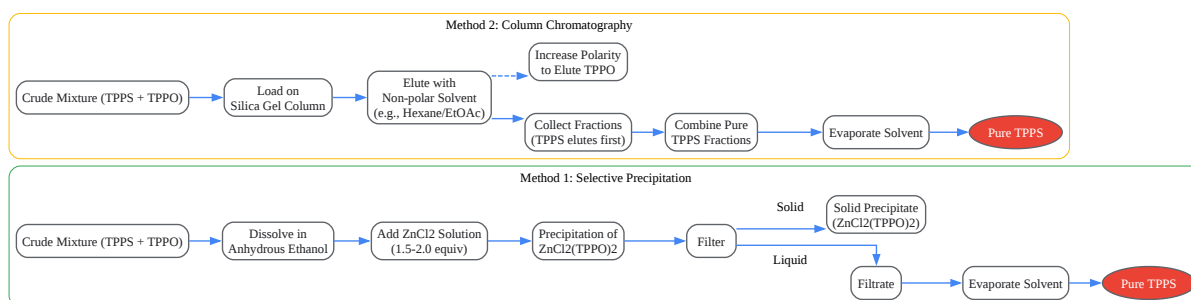 Method 2: Column Chromatography
Increase Polarity
to Elute TPPO
Crude Mixture (TPPS + TPPO)
Load on
Silica Gel Column
Elute with
Non-polar Solvent
(e.g., Hexane/EtOAc)
Collect Fractions
(TPPS elutes first)
Combine Pure
TPPS Fractions
Evaporate Solvent
Pure TPPS
Method 1: Selective Precipitation
Crude Mixture (TPPS + TPPO)
Dissolve in
Anhydrous Ethanol
Add ZnCl2 Solution
(1.5-2.0 equiv)
Precipitation of
ZnCl2(TPPO)2
Filter
Solid
Solid Precipitate
(ZnCl2(TPPO)2)
Liquid
Filtrate
Evaporate Solvent
Pure TPPS